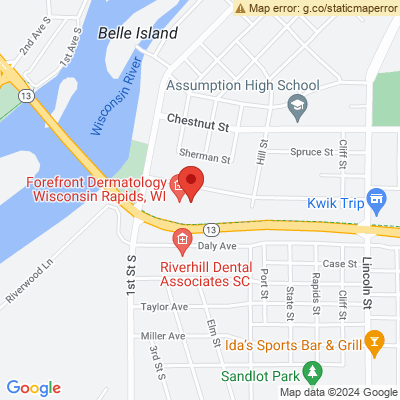 Map error: g.co/staticmaperror
Belle Island
2nd Ave S
1st Ave S
Wisconsin River
Assumption High School
13
Chestnut St
Sherman St
Spruce St
Hill St
Cliff St
Forefront Dermatology
Wisconsin Rapids, WI
Kwik Trip
13
Daly Ave
1st St S
Riverhill Dental
Associates SC
Riverwood Ln
Case St
Lincoln St
Port St
State St
Rapids St
Cliff St
Taylor Ave
Elm St
Miller Ave
3rd St S
Ida's Sports Bar & Grill
Sandlot Park
Google
Map data ©2024 Google